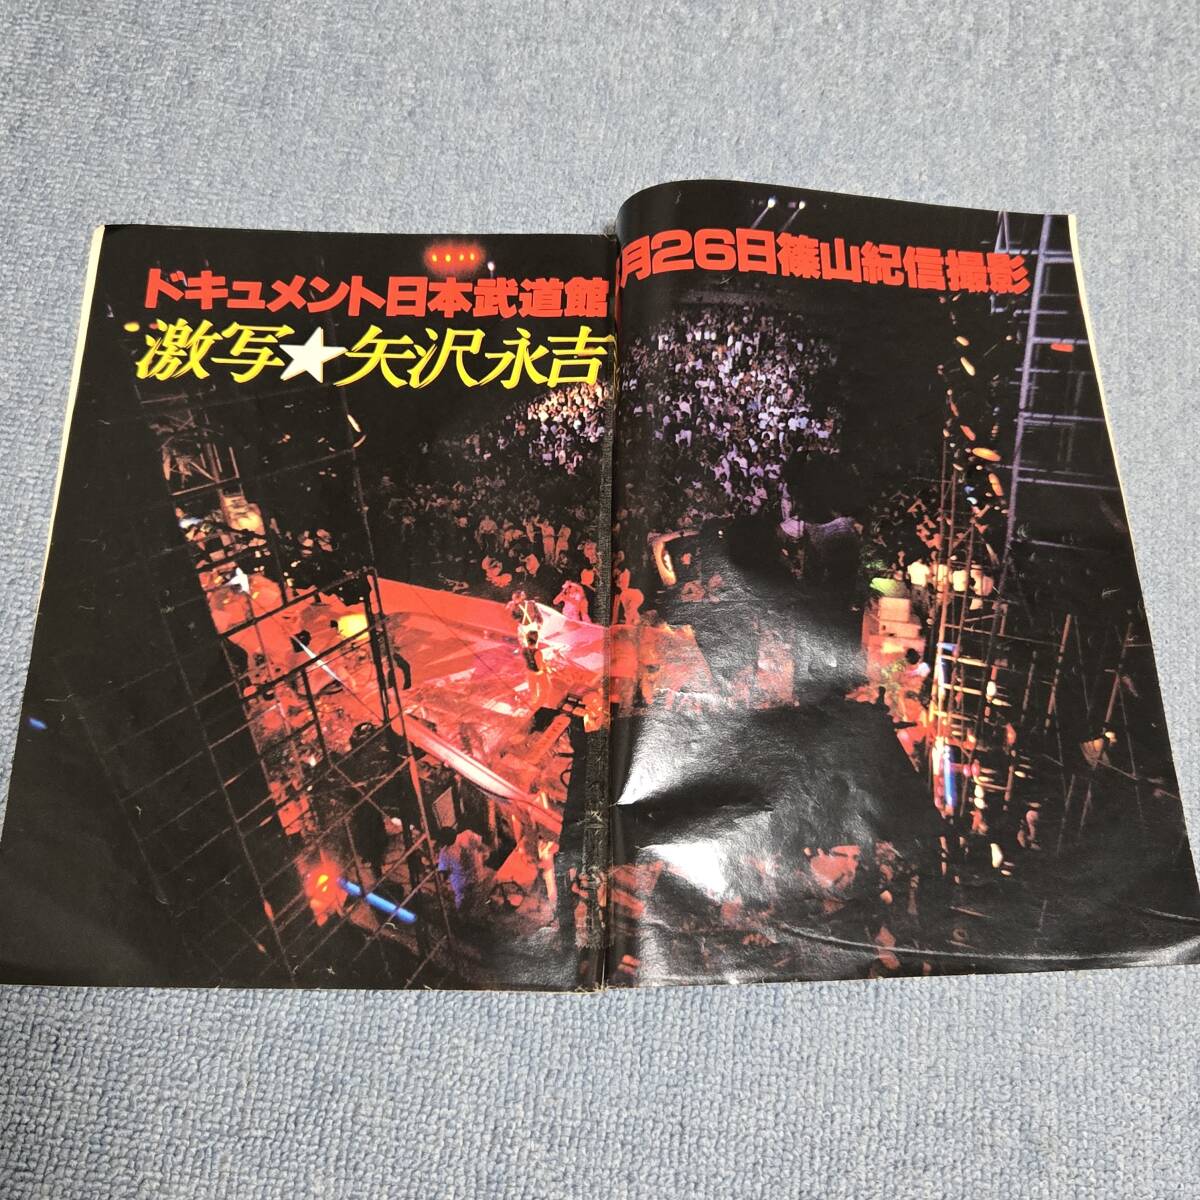 ドキュメント日本武道館 月26日篠山紀信撮影
激写★矢沢永吉